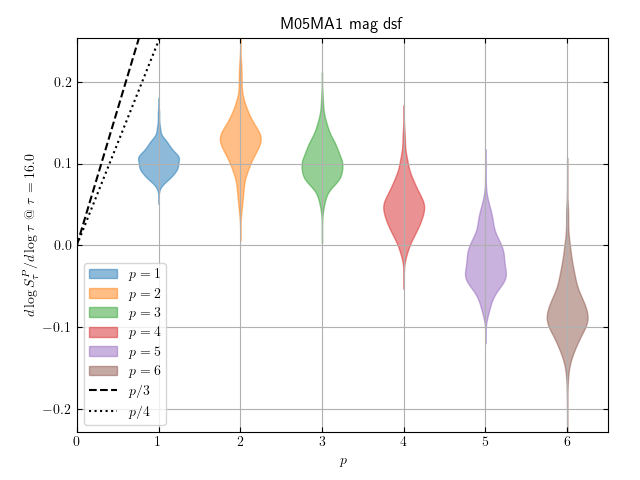 M05MA1 mag dsf
d log S_τ^P / d log τ @ τ = 16.0
0.2
0.1
0.0
−0.1
−0.2
p = 1
p = 2
p = 3
p = 4
p = 5
p = 6
p/3
p/4
0 1 2 3 4 5 6
p